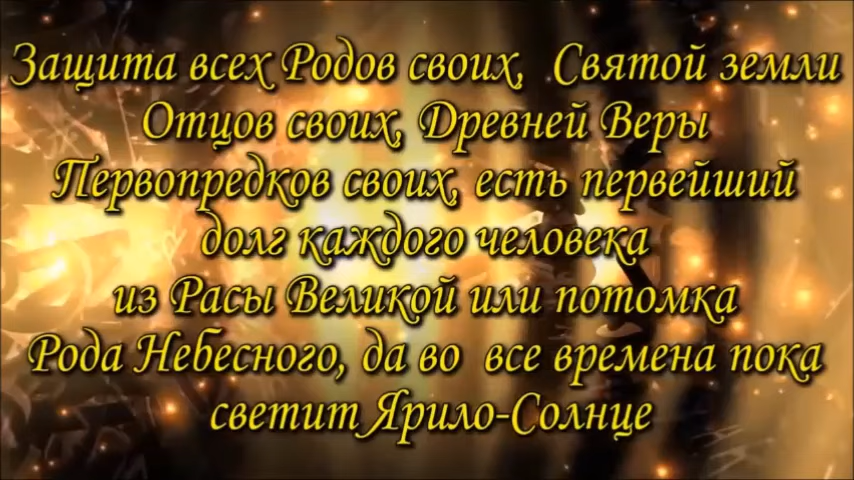 Защита всех Родов своих, Святой земли
Отцов своих, Древней Веры
Первопредков своих, есть первейший
долг каждого человека
из Расы Великой или потомка
Рода Небесного, да во все времена пока
светит Ярило-Солнце